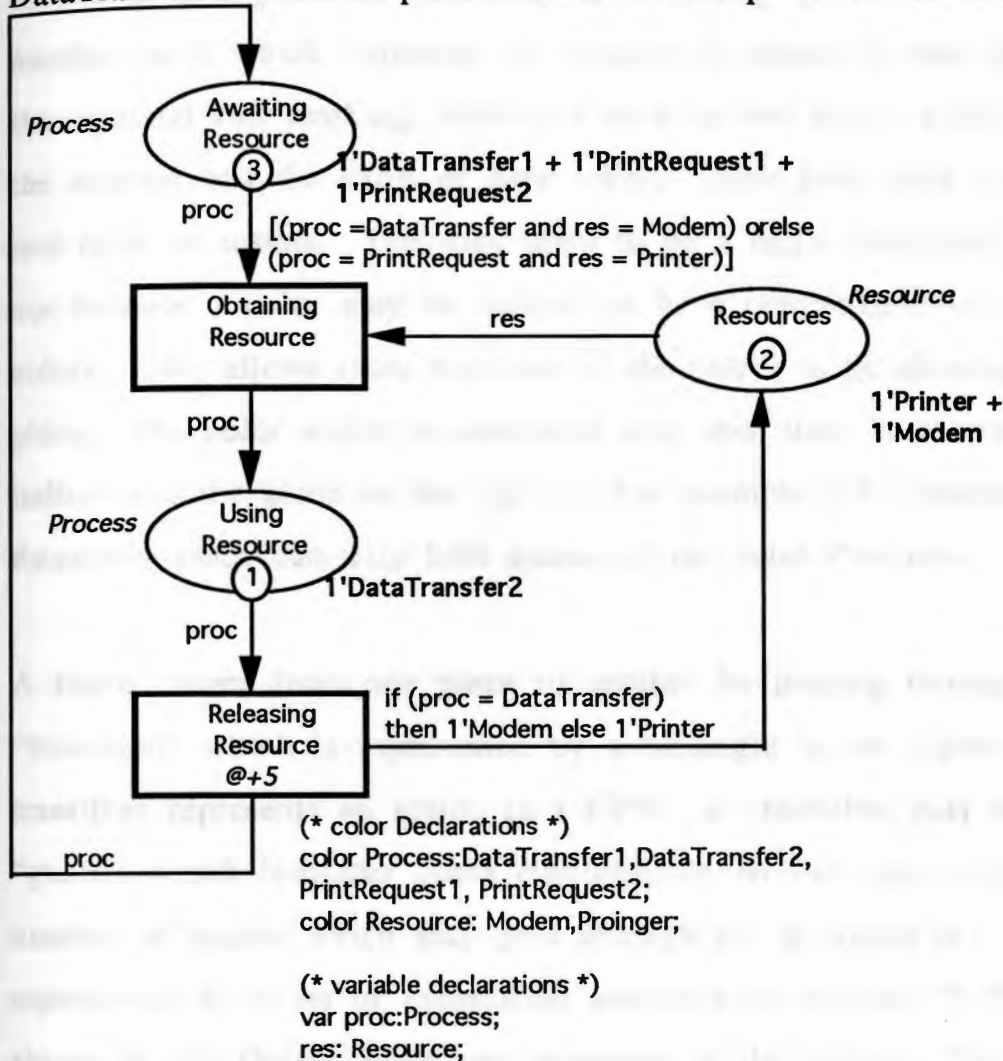 Process
Awaiting
Resource
3
1'DataTransfer1 + 1'PrintRequest1 +
1'PrintRequest2
proc
[(proc =DataTransfer and res = Modem) orelse
(proc = PrintRequest and res = Printer)]
Obtaining
Resource
res
Resource
Resources
2
1'Printer +
1'Modem
proc
Process
Using
Resource
1
1'DataTransfer2
proc
Releasing
Resource
@+5
if (proc = DataTransfer)
then 1'Modem else 1'Printer
proc
(* color Declarations *)
color Process:DataTransfer1,DataTransfer2,
PrintRequest1, PrintRequest2;
color Resource: Modem,Proinger;
(* variable declarations *)
var proc:Process;
res: Resource;